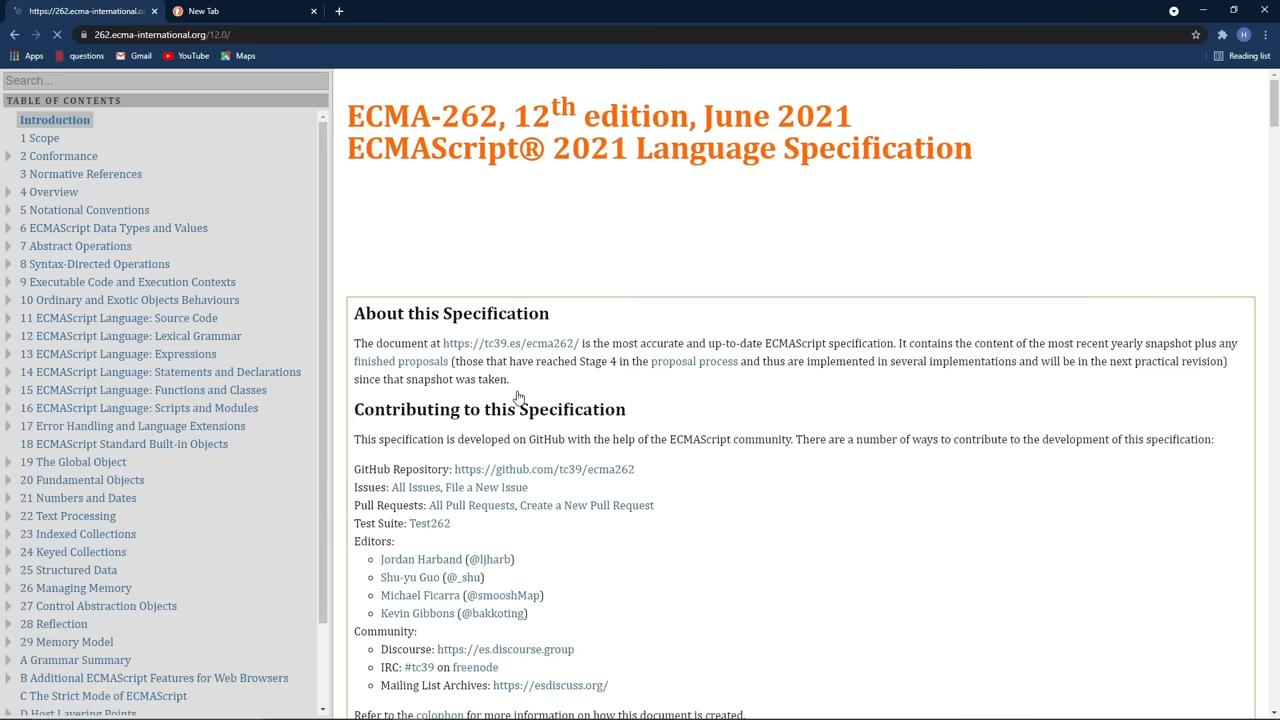 https://262.ecma-international.o
New Tab
262.ecma-international.org/12.0/
H
Apps
questions
Gmail
YouTube
Maps
Reading list
Search...
TABLE OF CONTENTS
Introduction
1 Scope
2 Conformance
3 Normative References
4 Overview
5 Notational Conventions
6 ECMAScript Data Types and Values
7 Abstract Operations
8 Syntax-Directed Operations
9 Executable Code and Execution Contexts
10 Ordinary and Exotic Objects Behaviours
11 ECMAScript Language: Source Code
12 ECMAScript Language: Lexical Grammar
13 ECMAScript Language: Expressions
14 ECMAScript Language: Statements and Declarations
15 ECMAScript Language: Functions and Classes
16 ECMAScript Language: Scripts and Modules
17 Error Handling and Language Extensions
18 ECMAScript Standard Built-in Objects
19 The Global Object
20 Fundamental Objects
21 Numbers and Dates
22 Text Processing
23 Indexed Collections
24 Keyed Collections
25 Structured Data
26 Managing Memory
27 Control Abstraction Objects
28 Reflection
29 Memory Model
A Grammar Summary
B Additional ECMAScript Features for Web Browsers
C The Strict Mode of ECMAScript
D Host Layering Points
ECMA-262, 12th edition, June 2021
ECMAScript® 2021 Language Specification
About this Specification
The document at https://tc39.es/ecma262/ is the most accurate and up-to-date ECMAScript specification. It contains the content of the most recent yearly snapshot plus any
finished proposals (those that have reached Stage 4 in the proposal process and thus are implemented in several implementations and will be in the next practical revision)
since that snapshot was taken.
Contributing to this Specification
This specification is developed on GitHub with the help of the ECMAScript community. There are a number of ways to contribute to the development of this specification:
GitHub Repository: https://github.com/tc39/ecma262
Issues: All Issues, File a New Issue
Pull Requests: All Pull Requests, Create a New Pull Request
Test Suite: Test262
Editors:
Jordan Harband (@ljharb)
Shu-yu Guo (@_shu)
Michael Ficarra (@smooshMap)
Kevin Gibbons (@bakkoting)
Community:
Discourse: https://es.discourse.group
IRC: #tc39 on freenode
Mailing List Archives: https://esdiscuss.org/
Refer to the colophon for more information on how this document is created.